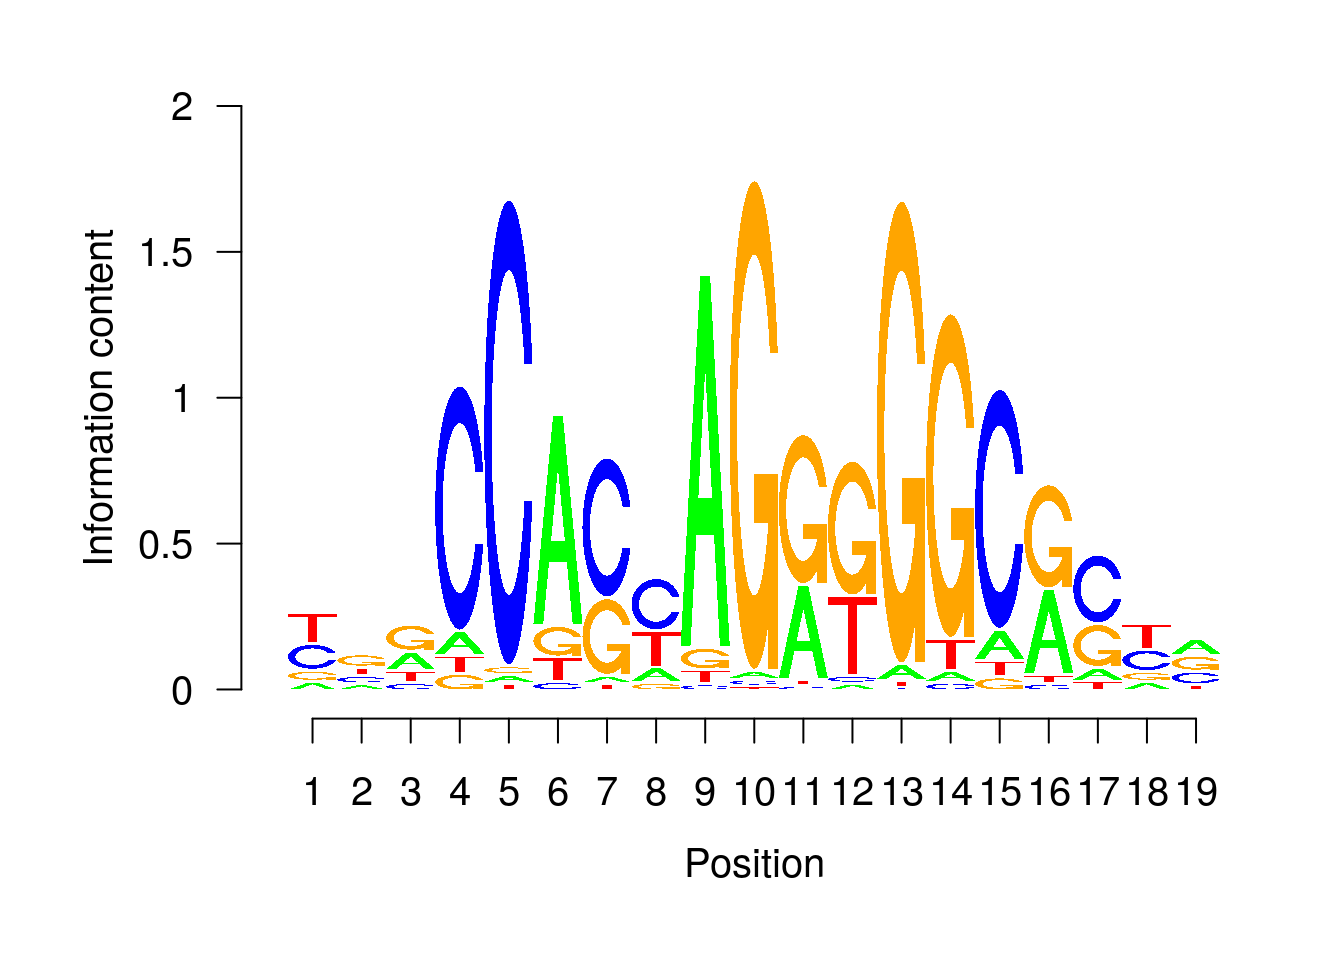 Information content
2
1.5
1
0.5
0
T C G A
G T C A
G A T C
C A T G
C G A T
A G T C
C G A T
C T A G
A G T C
G A C T
G A T C
G T C A
G A T C
G T A C
C A T G
G A T C
C G A T
T C G A
A G C T
1 2 3 4 5 6 7 8 9 10 11 12 13 14 15 16 17 18 19
Position